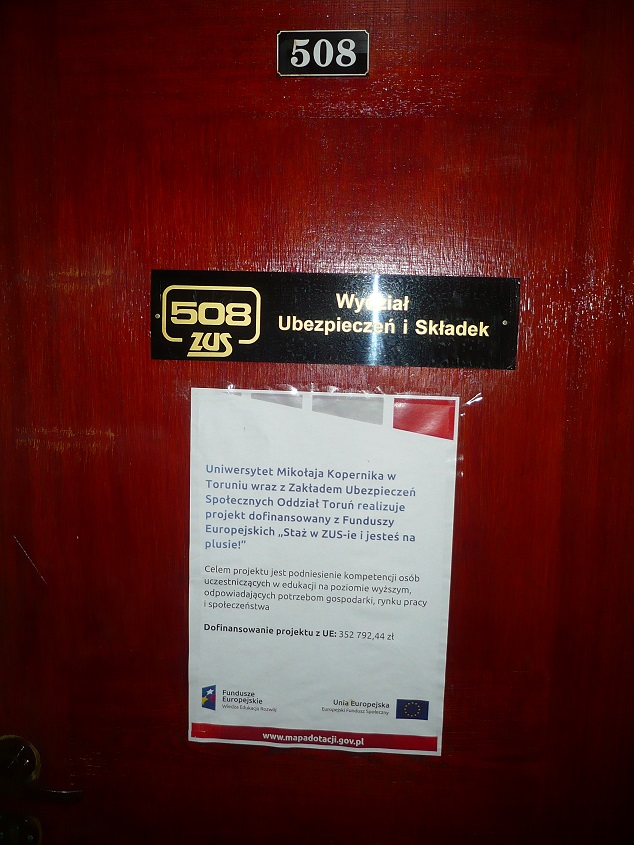 508
508
ZUS
Wydział
Ubezpieczeń i Składek
Uniwersytet Mikołaja Kopernika w
Toruniu wraz z Zakładem Ubezpieczeń
Społecznych Oddział Toruń realizuje
projekt dofinansowany z Funduszy
Europejskich „Staż w ZUS-ie i jesteś na
plusie!”
Celem projektu jest podniesienie kompetencji osób
uczestniczących w edukacji na poziomie wyższym,
odpowiadających potrzebom gospodarki, rynku pracy
i społeczeństwa
Dofinansowanie projektu z UE: 352 792,44 zł
Fundusze
Europejskie
Wiedza Edukacja Rozwój
Unia Europejska
Europejski Fundusz Społeczny
www.mapadotacji.gov.pl